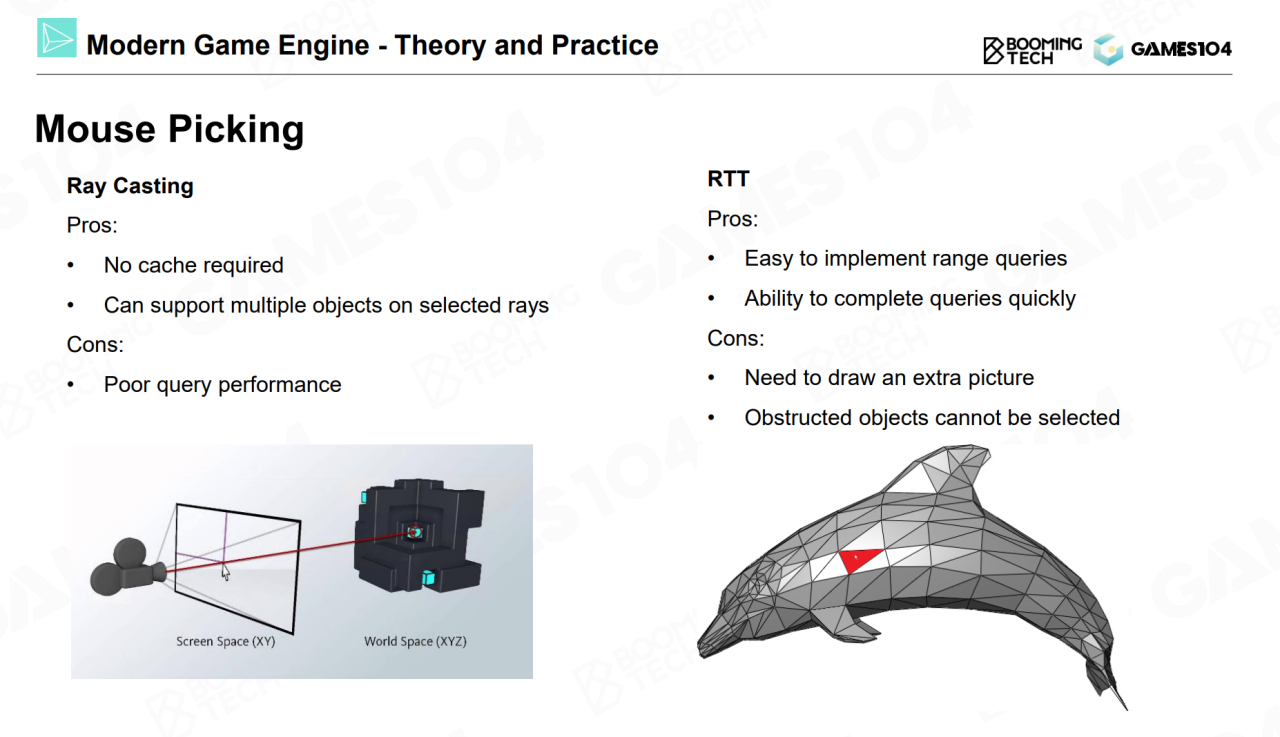 Modern Game Engine - Theory and Practice
BOOMING
TECH
GAMES104
Mouse Picking
Ray Casting
Pros:
• No cache required
• Can support multiple objects on selected rays
Cons:
• Poor query performance
Screen Space (XY)
World Space (XYZ)
RTT
Pros:
• Easy to implement range queries
• Ability to complete queries quickly
Cons:
• Need to draw an extra picture
• Obstructed objects cannot be selected